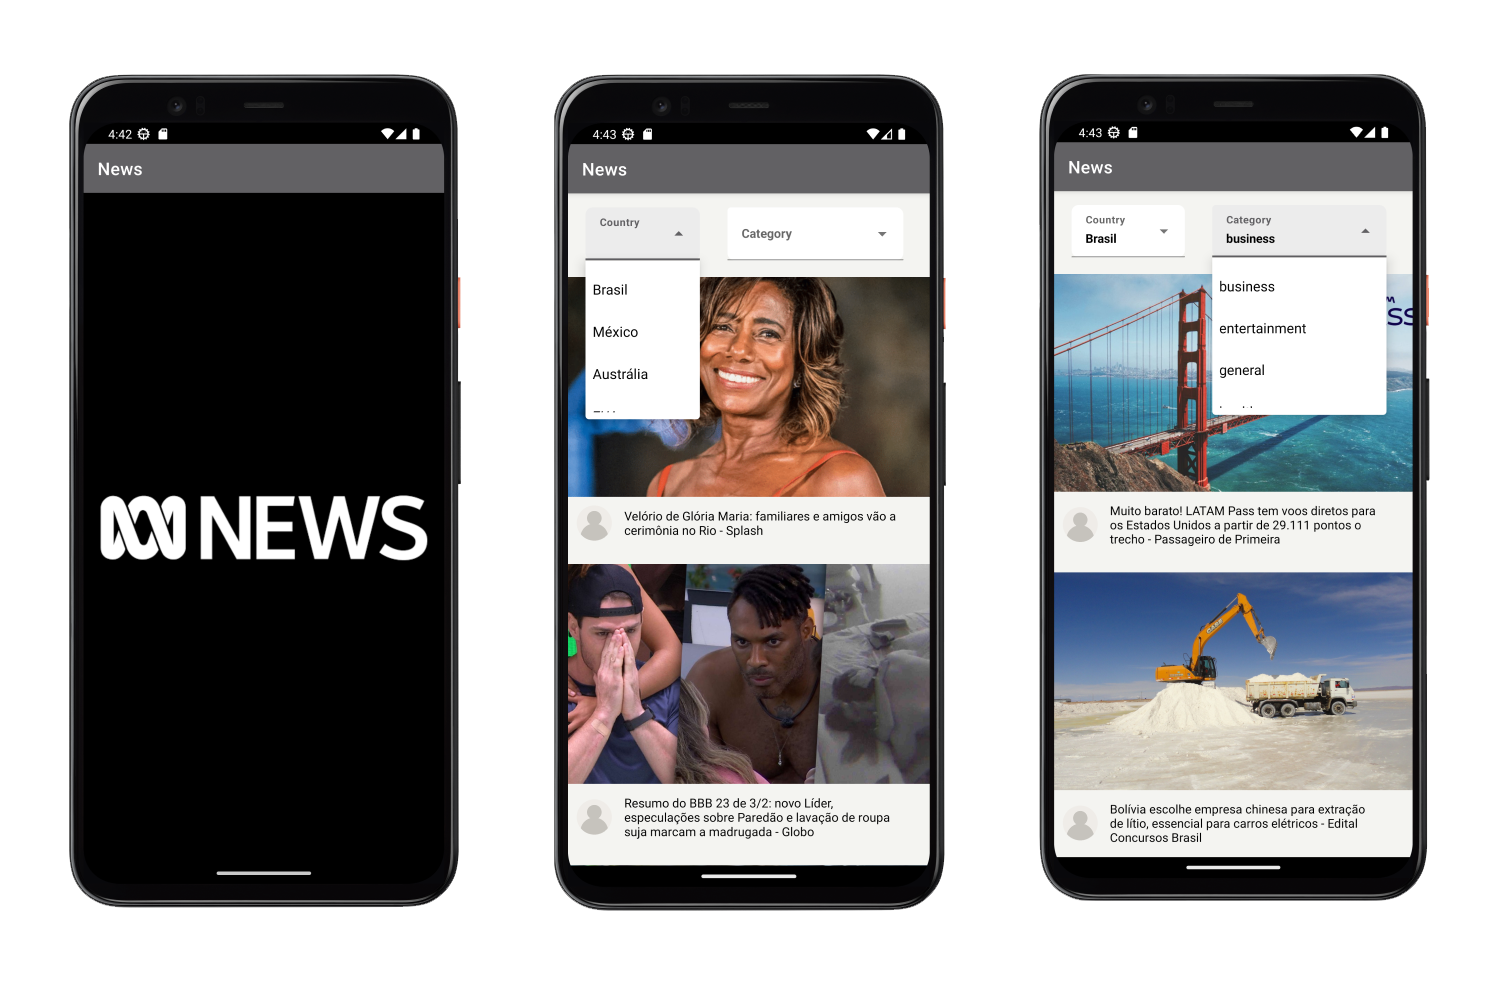 4:42
News
NEWS
4:43
News
Country
Category
Brasil
México
Austrália
Velório de Glória Maria: familiares e amigos vão a
cerimônia no Rio - Splash
Resumo do BBB 23 de 3/2: novo Líder,
especulações sobre Paredão e lavação de roupa
suja marcam a madrugada - Globo
4:43
News
Country
Brasil
Category
business
business
entertainment
general
Muito barato! LATAM Pass tem voos diretos para
os Estados Unidos a partir de 29.111 pontos o
trecho - Passageiro de Primeira
Bolívia escolhe empresa chinesa para extração
de lítio, essencial para carros elétricos - Edital
Concursos Brasil